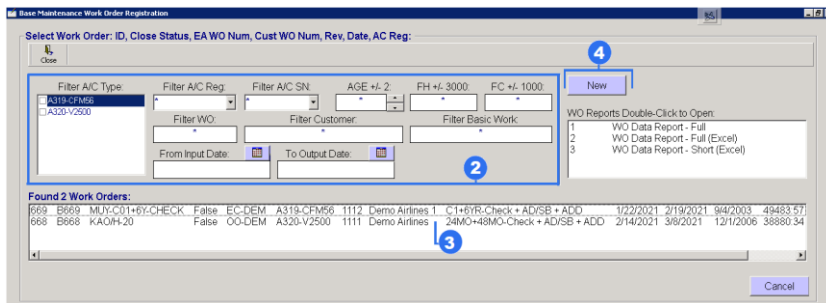 Base Maintenance Work Order Registration
Select Work Order: ID, Close Status, EA WO Num, Cust WO Num, Rev, Date, AC Reg:
Close
4
Filter A/C Type: Filter A/C Reg: Filter A/C SN: AGE +/- 2: FH +/- 3000: FC +/- 1000: New
A319-CFM56 * * * * *
A320-V2500
Filter WO: Filter Customer: Filter Basic Work: WO Reports Double-Click to Open:
* * *
1 WO Data Report - Full
2 WO Data Report - Full (Excel)
3 WO Data Report - Short (Excel)
From Input Date: To Output Date:
2
Found 2 Work Orders:
669 B669 MUY-C01+6Y-CHECK False EC-DEM A319-CFM56 1112 Demo Airlines 1 C1+6YR-Check + AD/SB + ADD 1/22/2021 2/19/2021 9/4/2003 49483:57
668 B668 KAO/H-20 False OO-DEM A320-V2500 1111 Demo Airlines 24MO+48MO-Check + AD/SB + ADD 2/14/2021 3/8/2021 12/1/2006 38880:34
3
Cancel